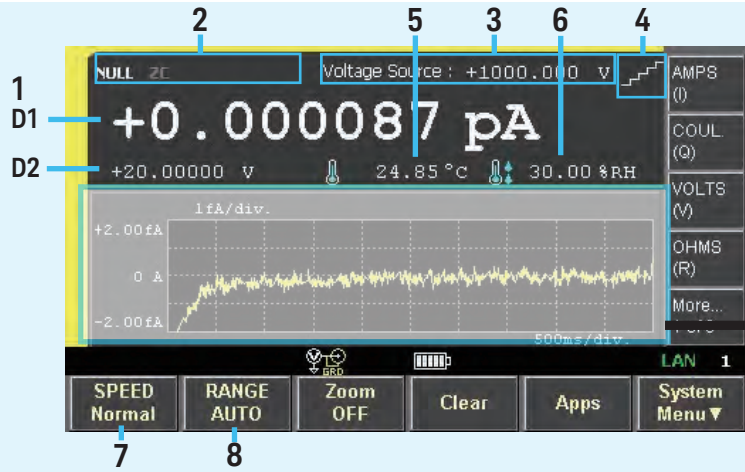 2 5 3 6 4
NULL ZC Voltage Source : +1000.000 V AMPS
(I)
1
D1 +0.000087 pA COUL
(Q)
D2 +20.00000 V 24.85°C 30.00 %RH
VOLTS
(V)
1fA/div.
+2.00fA
OHMS
(R)
0 A
More...
-2.00fA
500ms/div.
GRD
LAN 1
SPEED
Normal
RANGE
AUTO
Zoom
OFF
Clear
Apps
System
Menu▼
7 8